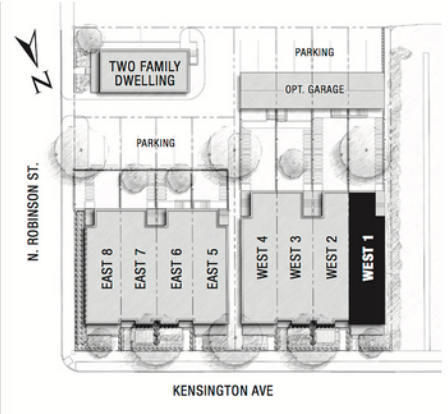 N
TWO FAMILY
DWELLING
PARKING
OPT. GARAGE
PARKING
N. ROBINSON ST.
EAST 8
EAST 7
EAST 6
EAST 5
WEST 4
WEST 3
WEST 2
WEST 1
KENSINGTON AVE